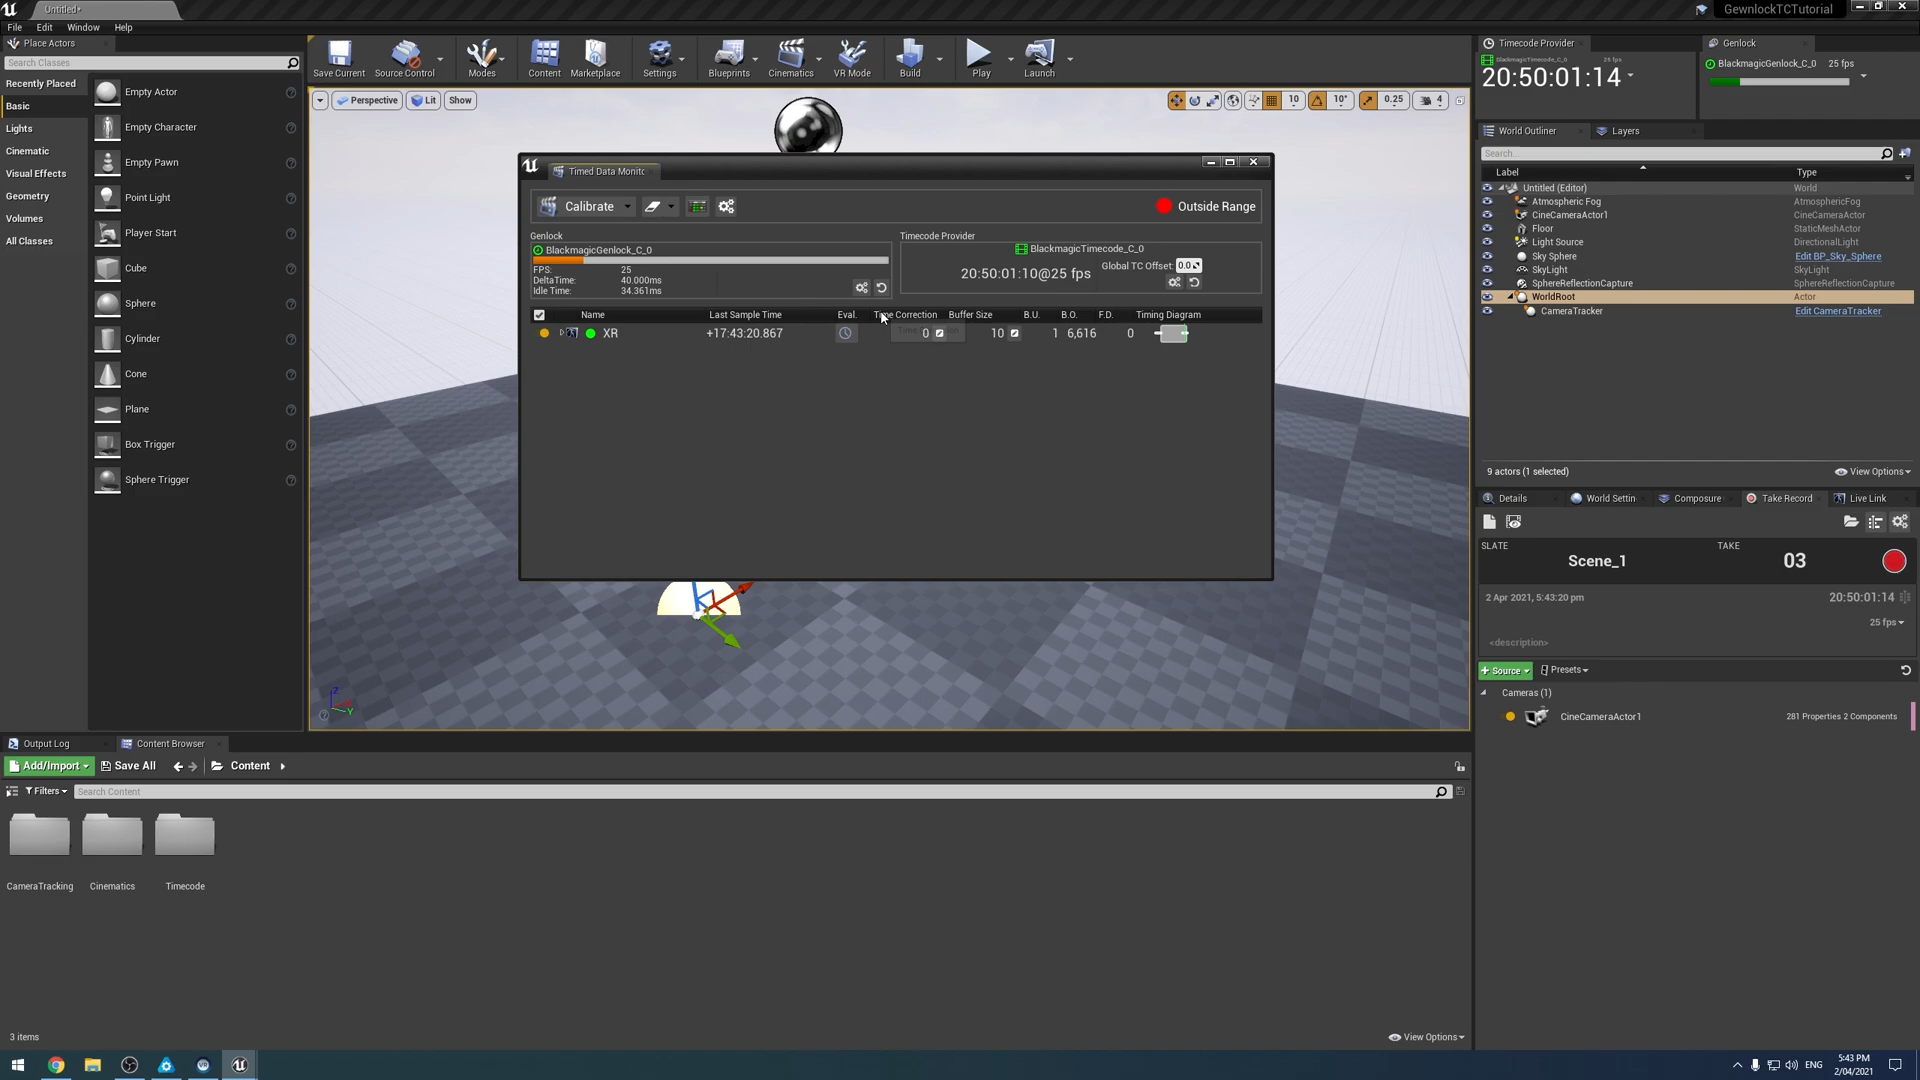 Untitled*
GewnlockTCTutorial
File Edit Window Help
Place Actors
Search Classes
Recently Placed
Basic
Lights
Cinematic
Visual Effects
Geometry
Volumes
All Classes
Empty Actor
Empty Character
Empty Pawn
Point Light
Player Start
Cube
Sphere
Cylinder
Cone
Plane
Box Trigger
Sphere Trigger
Save Current
Source Control
Modes
Content
Marketplace
Settings
Blueprints
Cinematics
VR Mode
Build
Play
Launch
Perspective
Lit
Show
10
10°
0.25
4
Timed Data Monitc
Calibrate
Outside Range
Genlock
BlackmagicGenlock_C_0
FPS: 25
DeltaTime: 40.000ms
Idle Time: 34.361ms
Timecode Provider
BlackmagicTimecode_C_0
20:50:01:10@25 fps
Global TC Offset: 0.0
Name Last Sample Time Eval. Time Correction Buffer Size B.U. B.O. F.D. Timing Diagram
XR +17:43:20.867 0 10 1 6,616 0
Timecode Provider
BlackmagicTimecode_C_0 25 fps
20:50:01:14
Genlock
BlackmagicGenlock_C_0 25 fps
World Outliner
Layers
Search...
Label Type
Untitled (Editor) World
Atmospheric Fog AtmosphericFog
CineCameraActor1 CineCameraActor
Floor StaticMeshActor
Light Source DirectionalLight
Sky Sphere Edit BP_Sky_Sphere
SkyLight SkyLight
SphereReflectionCapture SphereReflectionCapture
WorldRoot Actor
CameraTracker Edit CameraTracker
9 actors (1 selected)
View Options
Details
World Settin
Composure
Take Record
Live Link
SLATE
Scene_1
TAKE
03
2 Apr 2021, 5:43:20 pm
20:50:01:14
25 fps
<description>
+ Source
Presets
Cameras (1)
CineCameraActor1 281 Properties 2 Components
Z
Y
Output Log
Content Browser
Add/Import
Save All
Content
Filters
Search Content
CameraTracking
Cinematics
Timecode
3 items
View Options
ENG
5:43 PM
2/04/2021